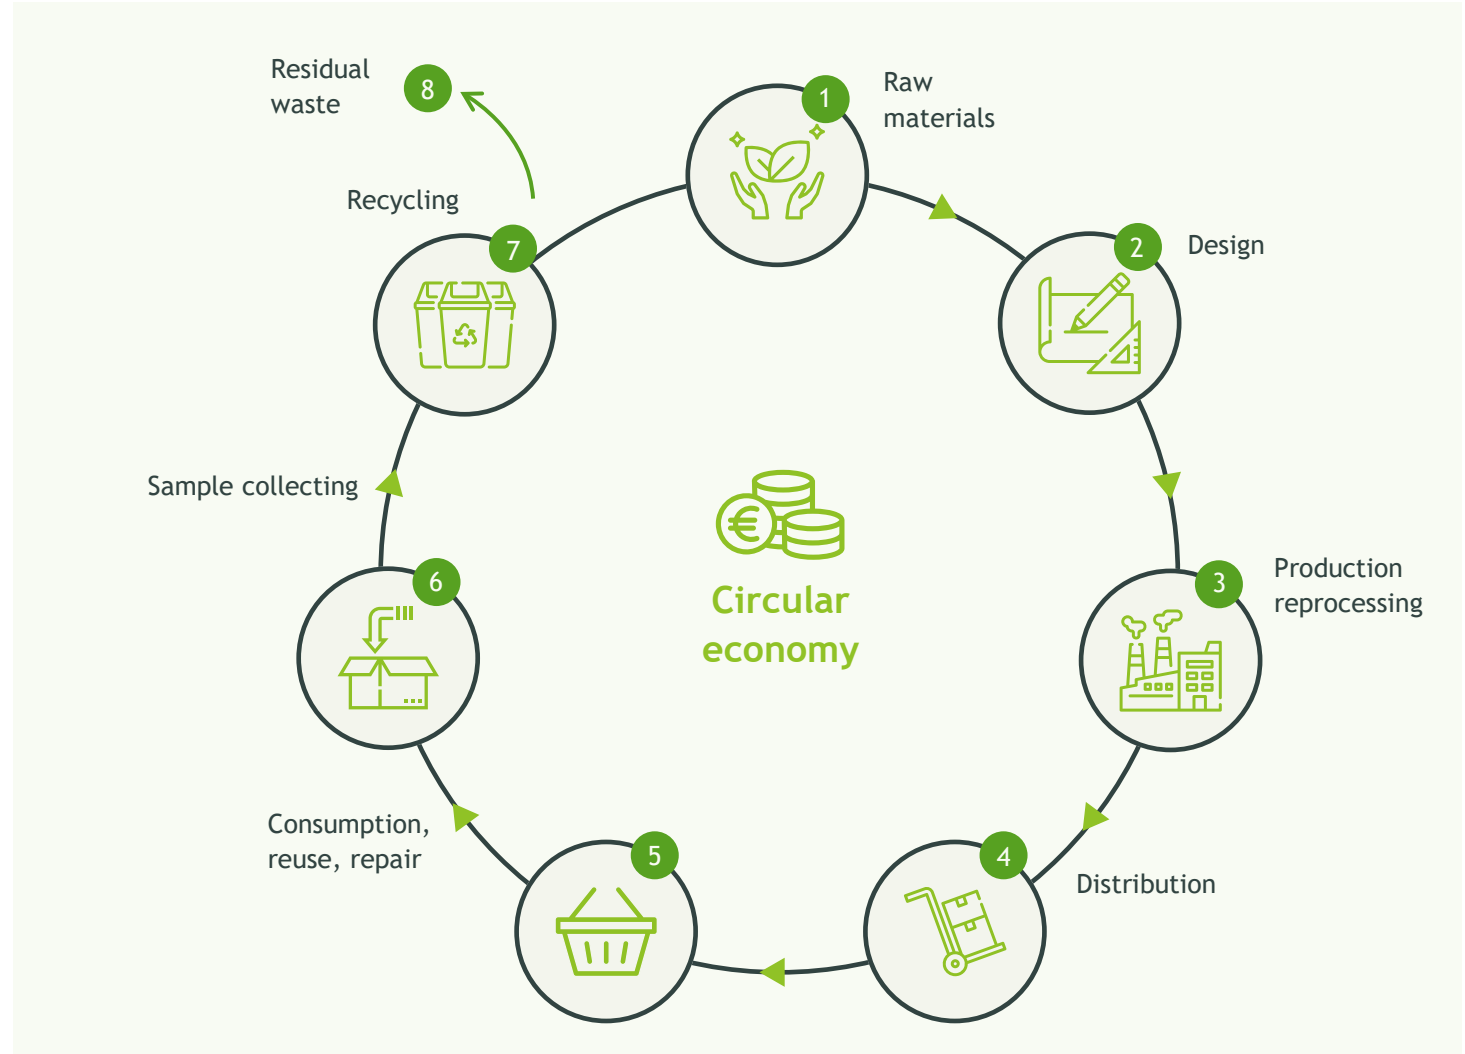 1
Raw
materials
2
Design
3
Production
reprocessing
4
Distribution
5
Consumption,
reuse, repair
6
Sample collecting
7
Recycling
8
Residual
waste
€
Circular
economy